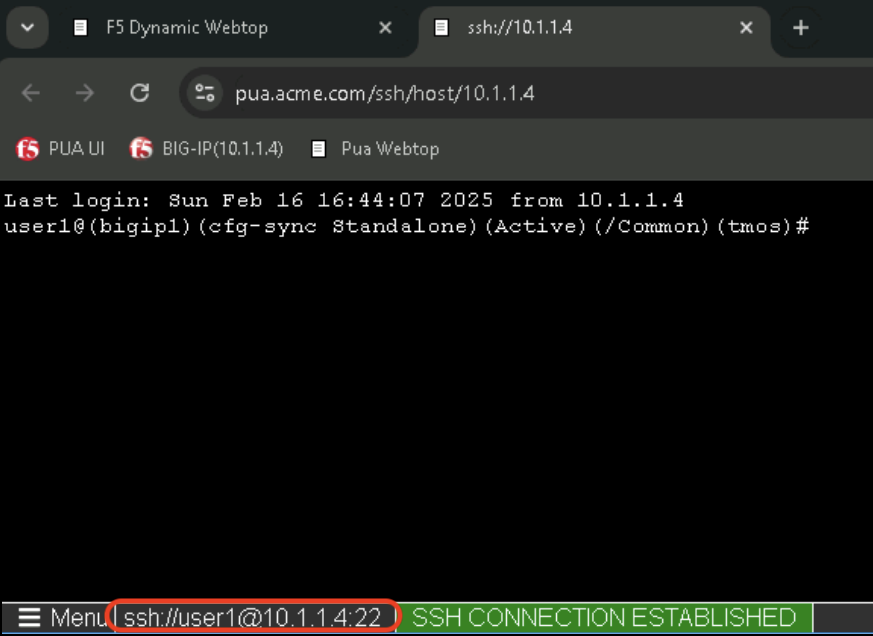 F5 Dynamic Webtop
ssh://10.1.1.4
pua.acme.com/ssh/host/10.1.1.4
f5 PUA UI f5 BIG-IP(10.1.1.4) Pua Webtop
Last login: Sun Feb 16 16:44:07 2025 from 10.1.1.4
user1@(bigip1)(cfg-sync Standalone)(Active)(/Common)(tmos)#
Menu ssh://user1@10.1.1.4:22 SSH CONNECTION ESTABLISHED